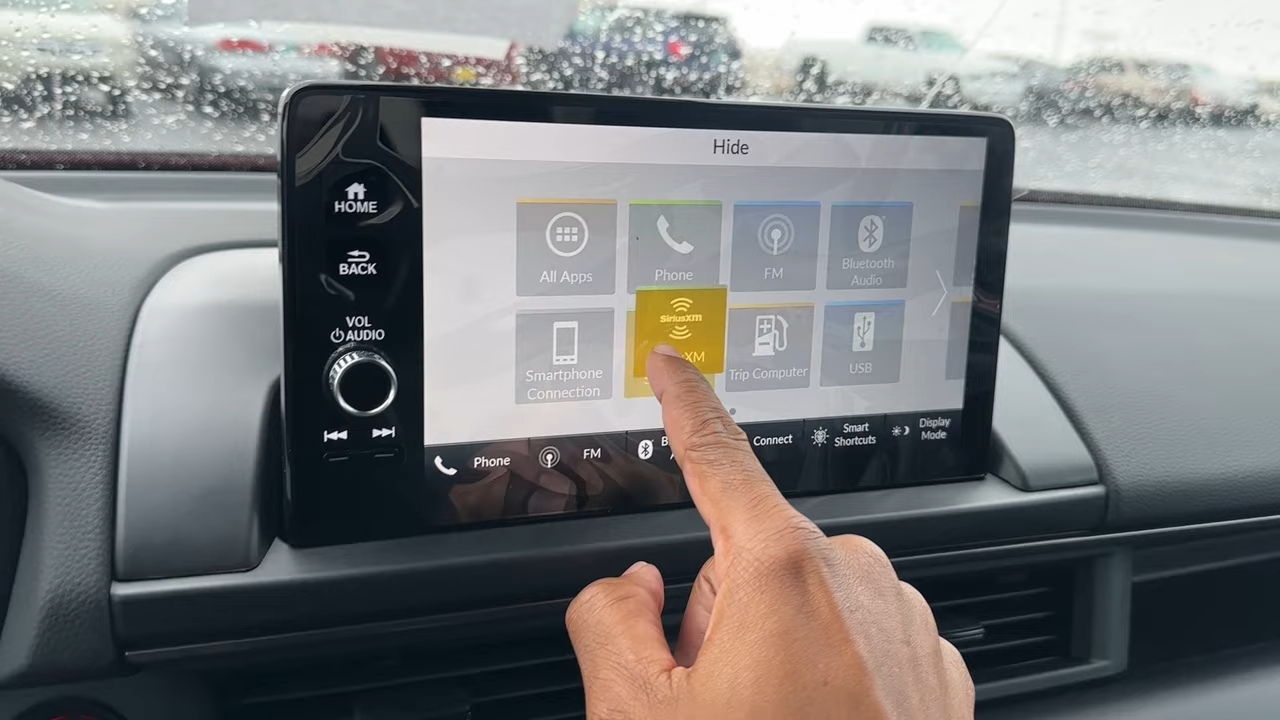 Hide
HOME
BACK
VOL
AUDIO
All Apps
Phone
FM
Bluetooth
Audio
Smartphone
Connection
SiriusXM
XM
Trip Computer
USB
Phone
FM
B
Connect
Smart
Shortcuts
Display
Mode